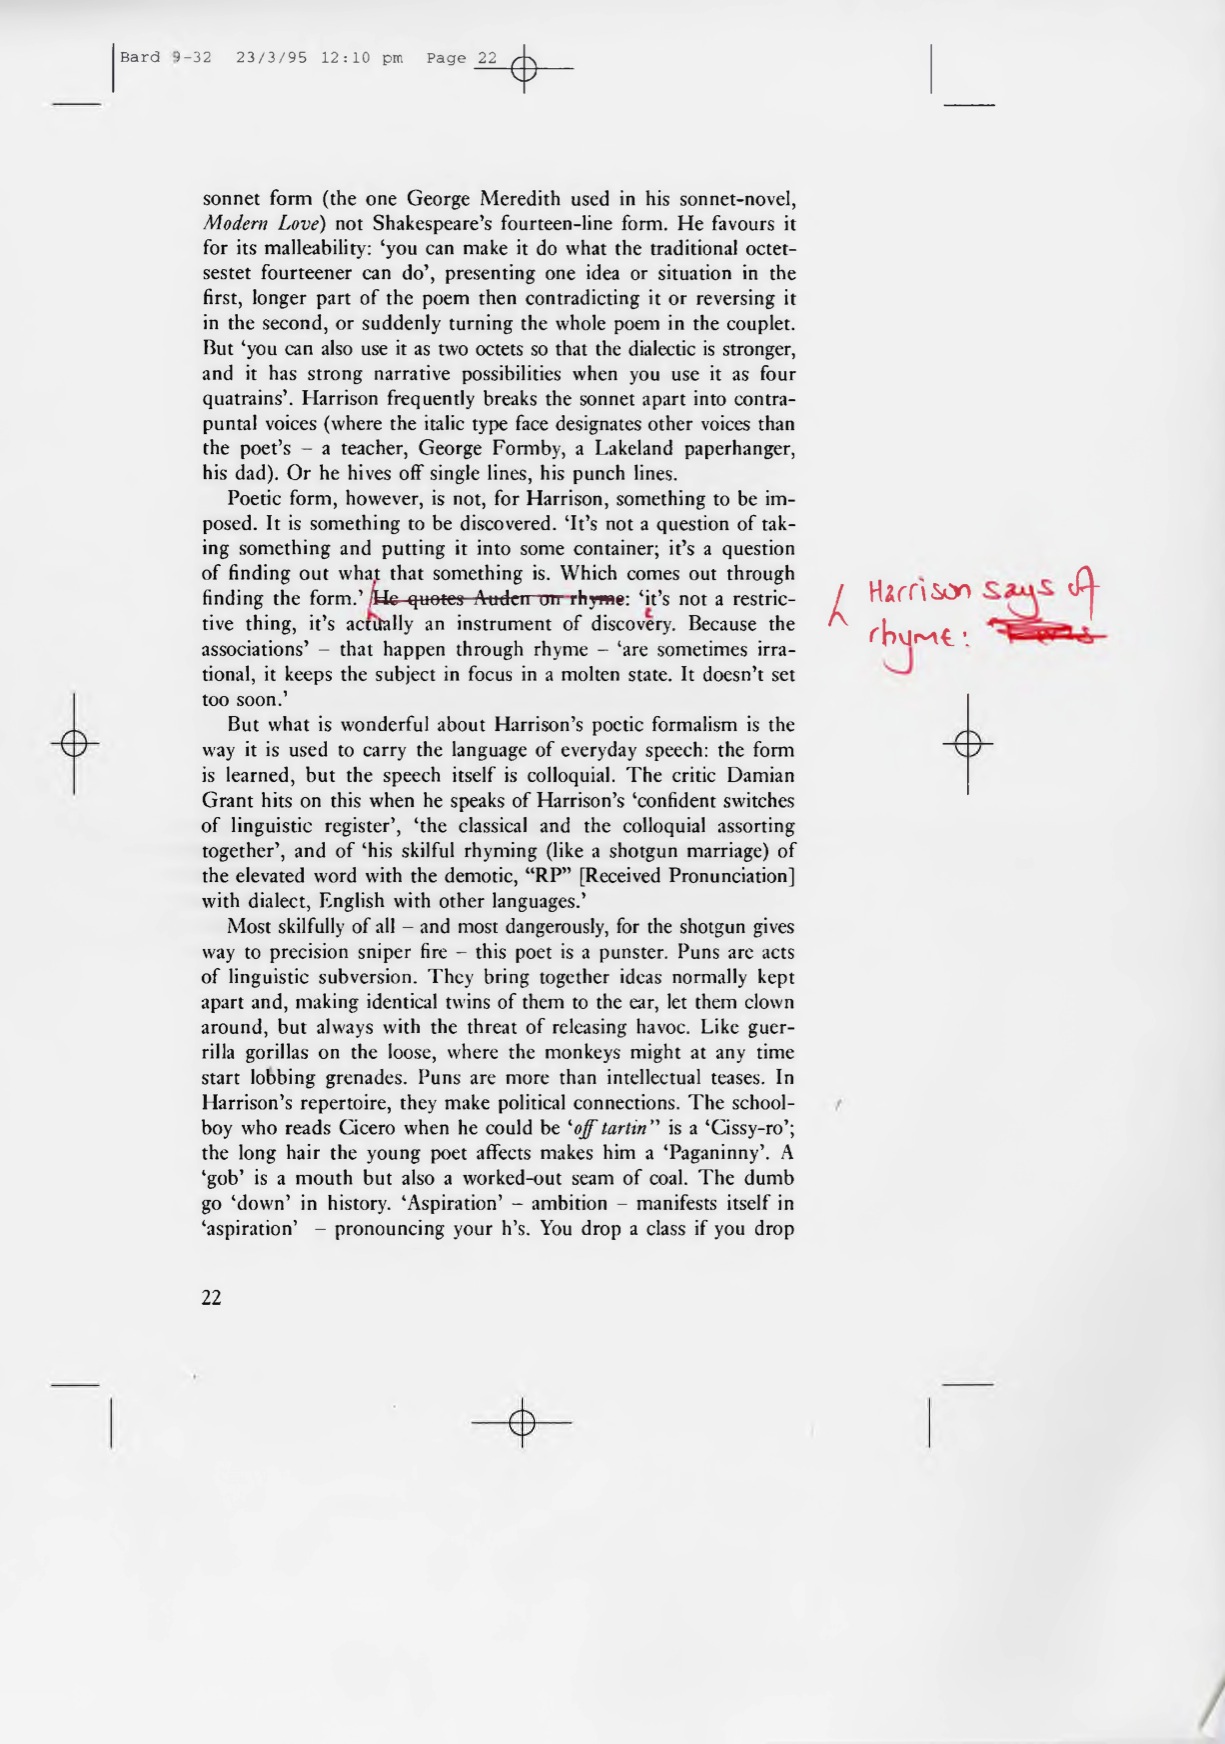 Bard 9-32 23/3/95 12:10 pm Page 22
sonnet form (the one George Meredith used in his sonnet-novel,
Modern Love) not Shakespeare’s fourteen-line form. He favours it
for its malleability: ‘you can make it do what the traditional octet-
sestet fourteener can do’, presenting one idea or situation in the
first, longer part of the poem then contradicting it or reversing it
in the second, or suddenly turning the whole poem in the couplet.
But ‘you can also use it as two octets so that the dialectic is stronger,
and it has strong narrative possibilities when you use it as four
quatrains’. Harrison frequently breaks the sonnet apart into contra-
puntal voices (where the italic type face designates other voices than
the poet’s – a teacher, George Formby, a Lakeland paperhanger,
his dad). Or he hives off single lines, his punch lines.
Poetic form, however, is not, for Harrison, something to be im-
posed. It is something to be discovered. ‘It’s not a question of tak-
ing something and putting it into some container; it’s a question
of finding out what that something is. Which comes out through
finding the form.’ He quotes Auden on rhyme: ‘it’s not a restric-
tive thing, it’s actually an instrument of discovery. Because the
associations’ – that happen through rhyme – ‘are sometimes irra-
tional, it keeps the subject in focus in a molten state. It doesn’t set
too soon.’
Harrison says of
rhyme:
But what is wonderful about Harrison’s poetic formalism is the
way it is used to carry the language of everyday speech: the form
is learned, but the speech itself is colloquial. The critic Damian
Grant hits on this when he speaks of Harrison’s ‘confident switches
of linguistic register’, ‘the classical and the colloquial assorting
together’, and of ‘his skilful rhyming (like a shotgun marriage) of
the elevated word with the demotic, “RP” [Received Pronunciation]
with dialect, English with other languages.’
Most skilfully of all – and most dangerously, for the shotgun gives
way to precision sniper fire – this poet is a punster. Puns are acts
of linguistic subversion. They bring together ideas normally kept
apart and, making identical twins of them to the ear, let them clown
around, but always with the threat of releasing havoc. Like guer-
rilla gorillas on the loose, where the monkeys might at any time
start lobbing grenades. Puns are more than intellectual teases. In
Harrison’s repertoire, they make political connections. The school-
boy who reads Cicero when he could be ‘off tartin’’ is a ‘Cissy-ro’;
the long hair the young poet affects makes him a ‘Paganinny’. A
‘gob’ is a mouth but also a worked-out seam of coal. The dumb
go ‘down’ in history. ‘Aspiration’ – ambition – manifests itself in
‘aspiration’ – pronouncing your h’s. You drop a class if you drop
22